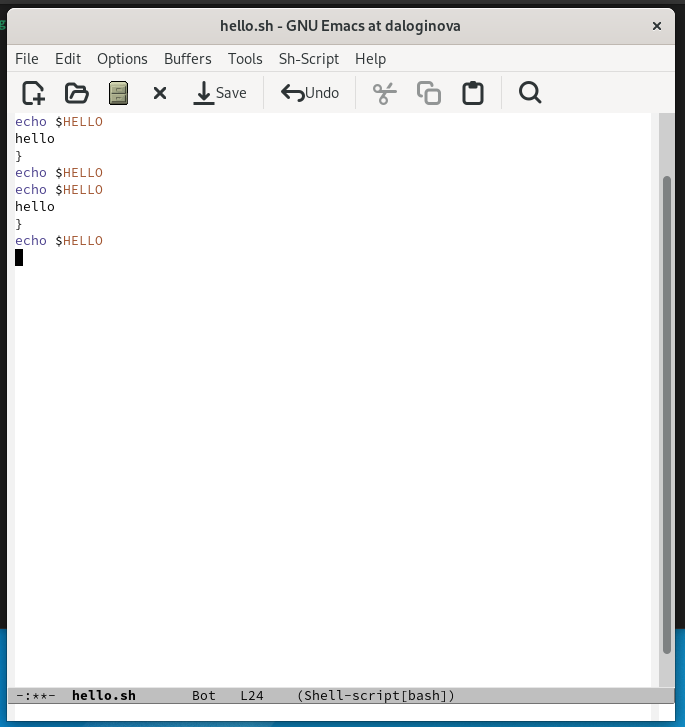 hello.sh - GNU Emacs at daloginova
File Edit Options Buffers Tools Sh-Script Help
Save Undo
echo $HELLO
hello
}
echo $HELLO
echo $HELLO
hello
}
echo $HELLO
-:**- hello.sh Bot L24 (Shell-script[bash])